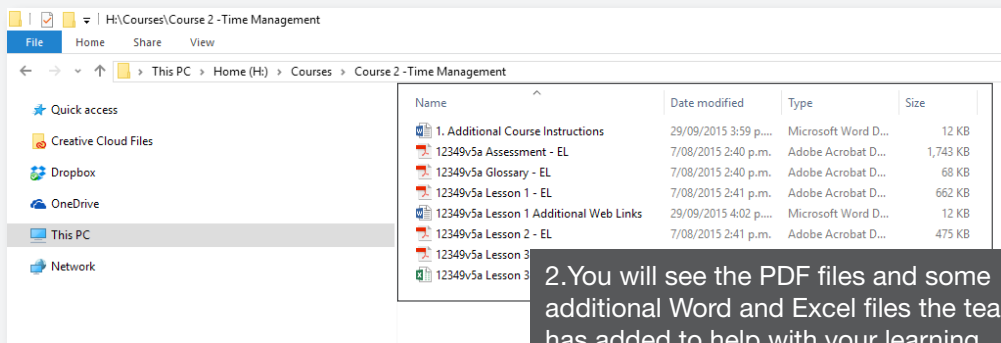 H:\Courses\Course 2 -Time Management
File Home Share View
This PC > Home (H:) > Courses > Course 2 -Time Management
Quick access
Creative Cloud Files
Dropbox
OneDrive
This PC
Network
Name Date modified Type Size
1. Additional Course Instructions 29/09/2015 3:59 p.... Microsoft Word D... 12 KB
12349v5a Assessment - EL 7/08/2015 2:40 p.m. Adobe Acrobat D... 1,743 KB
12349v5a Glossary - EL 7/08/2015 2:40 p.m. Adobe Acrobat D... 68 KB
12349v5a Lesson 1 - EL 7/08/2015 2:41 p.m. Adobe Acrobat D... 662 KB
12349v5a Lesson 1 Additional Web Links 29/09/2015 4:02 p.... Microsoft Word D... 12 KB
12349v5a Lesson 2 - EL 7/08/2015 2:41 p.m. Adobe Acrobat D... 475 KB
12349v5a Lesson 3
12349v5a Lesson 3
2.You will see the PDF files and some
additional Word and Excel files the tea
has added to help with your learning